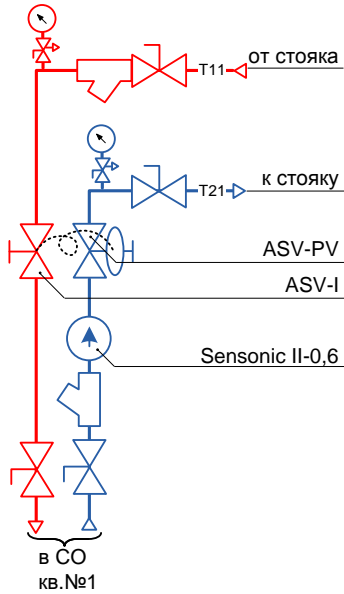 от стояка
T11
к стояку
T21
ASV-PV
ASV-I
Sensonic II-0,6
в СО
кв.№1